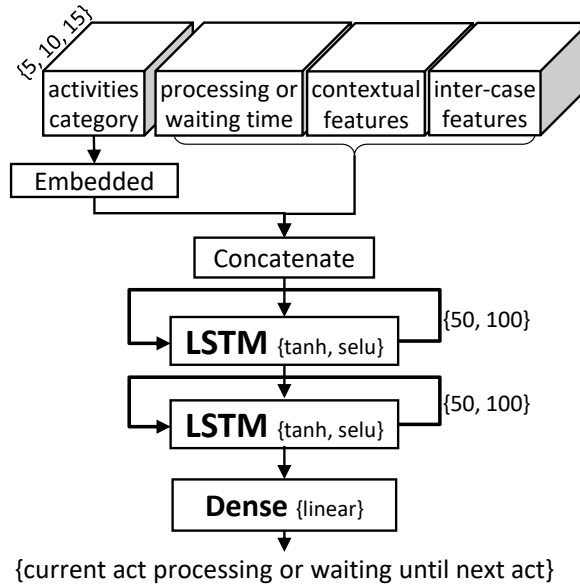 {5, 10, 15}
activities category
processing or waiting time
contextual features
inter-case features
Embedded
Concatenate
{50, 100}
LSTM {tanh, selu}
{50, 100}
LSTM {tanh, selu}
Dense {linear}
{current act processing or waiting until next act}